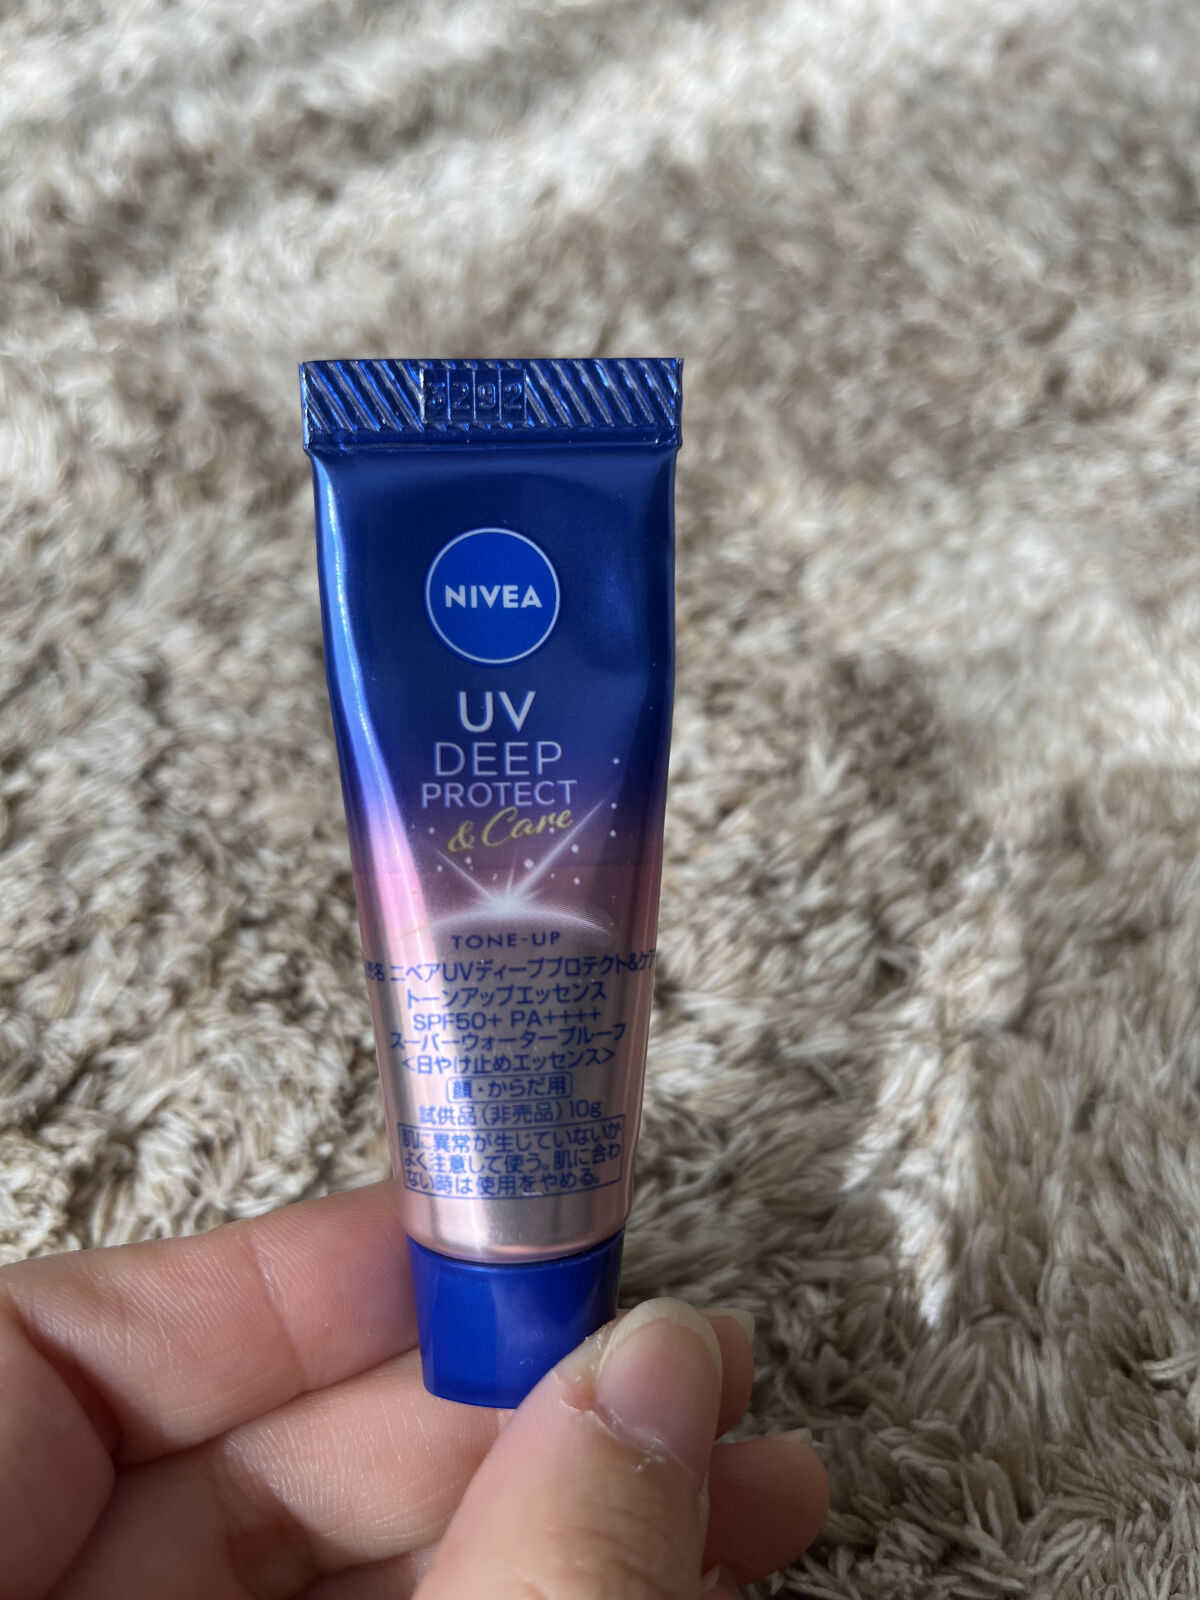 3292
NIVEA
UV
DEEP
PROTECT
& Care
TONE-UP
ニベアUVディーププロテクト&ケア
トーンアップエッセンス
SPF50+ PA++++
スーパーウォータープルーフ
<日やけ止めエッセンス>
顔・からだ用
試供品(非売品)10g
肌に異常が生じていないか
よく注意して使う。肌に合わ
ない時は使用をやめる。